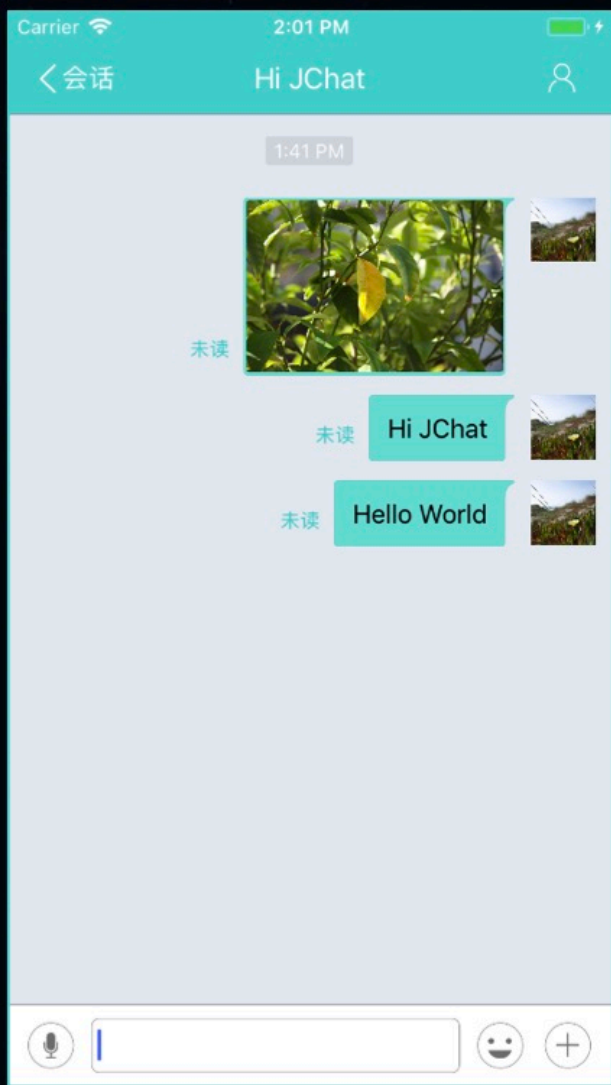 Carrier 2:01 PM
会话 Hi JChat
1:41 PM
未读
未读 Hi JChat
未读 Hello World